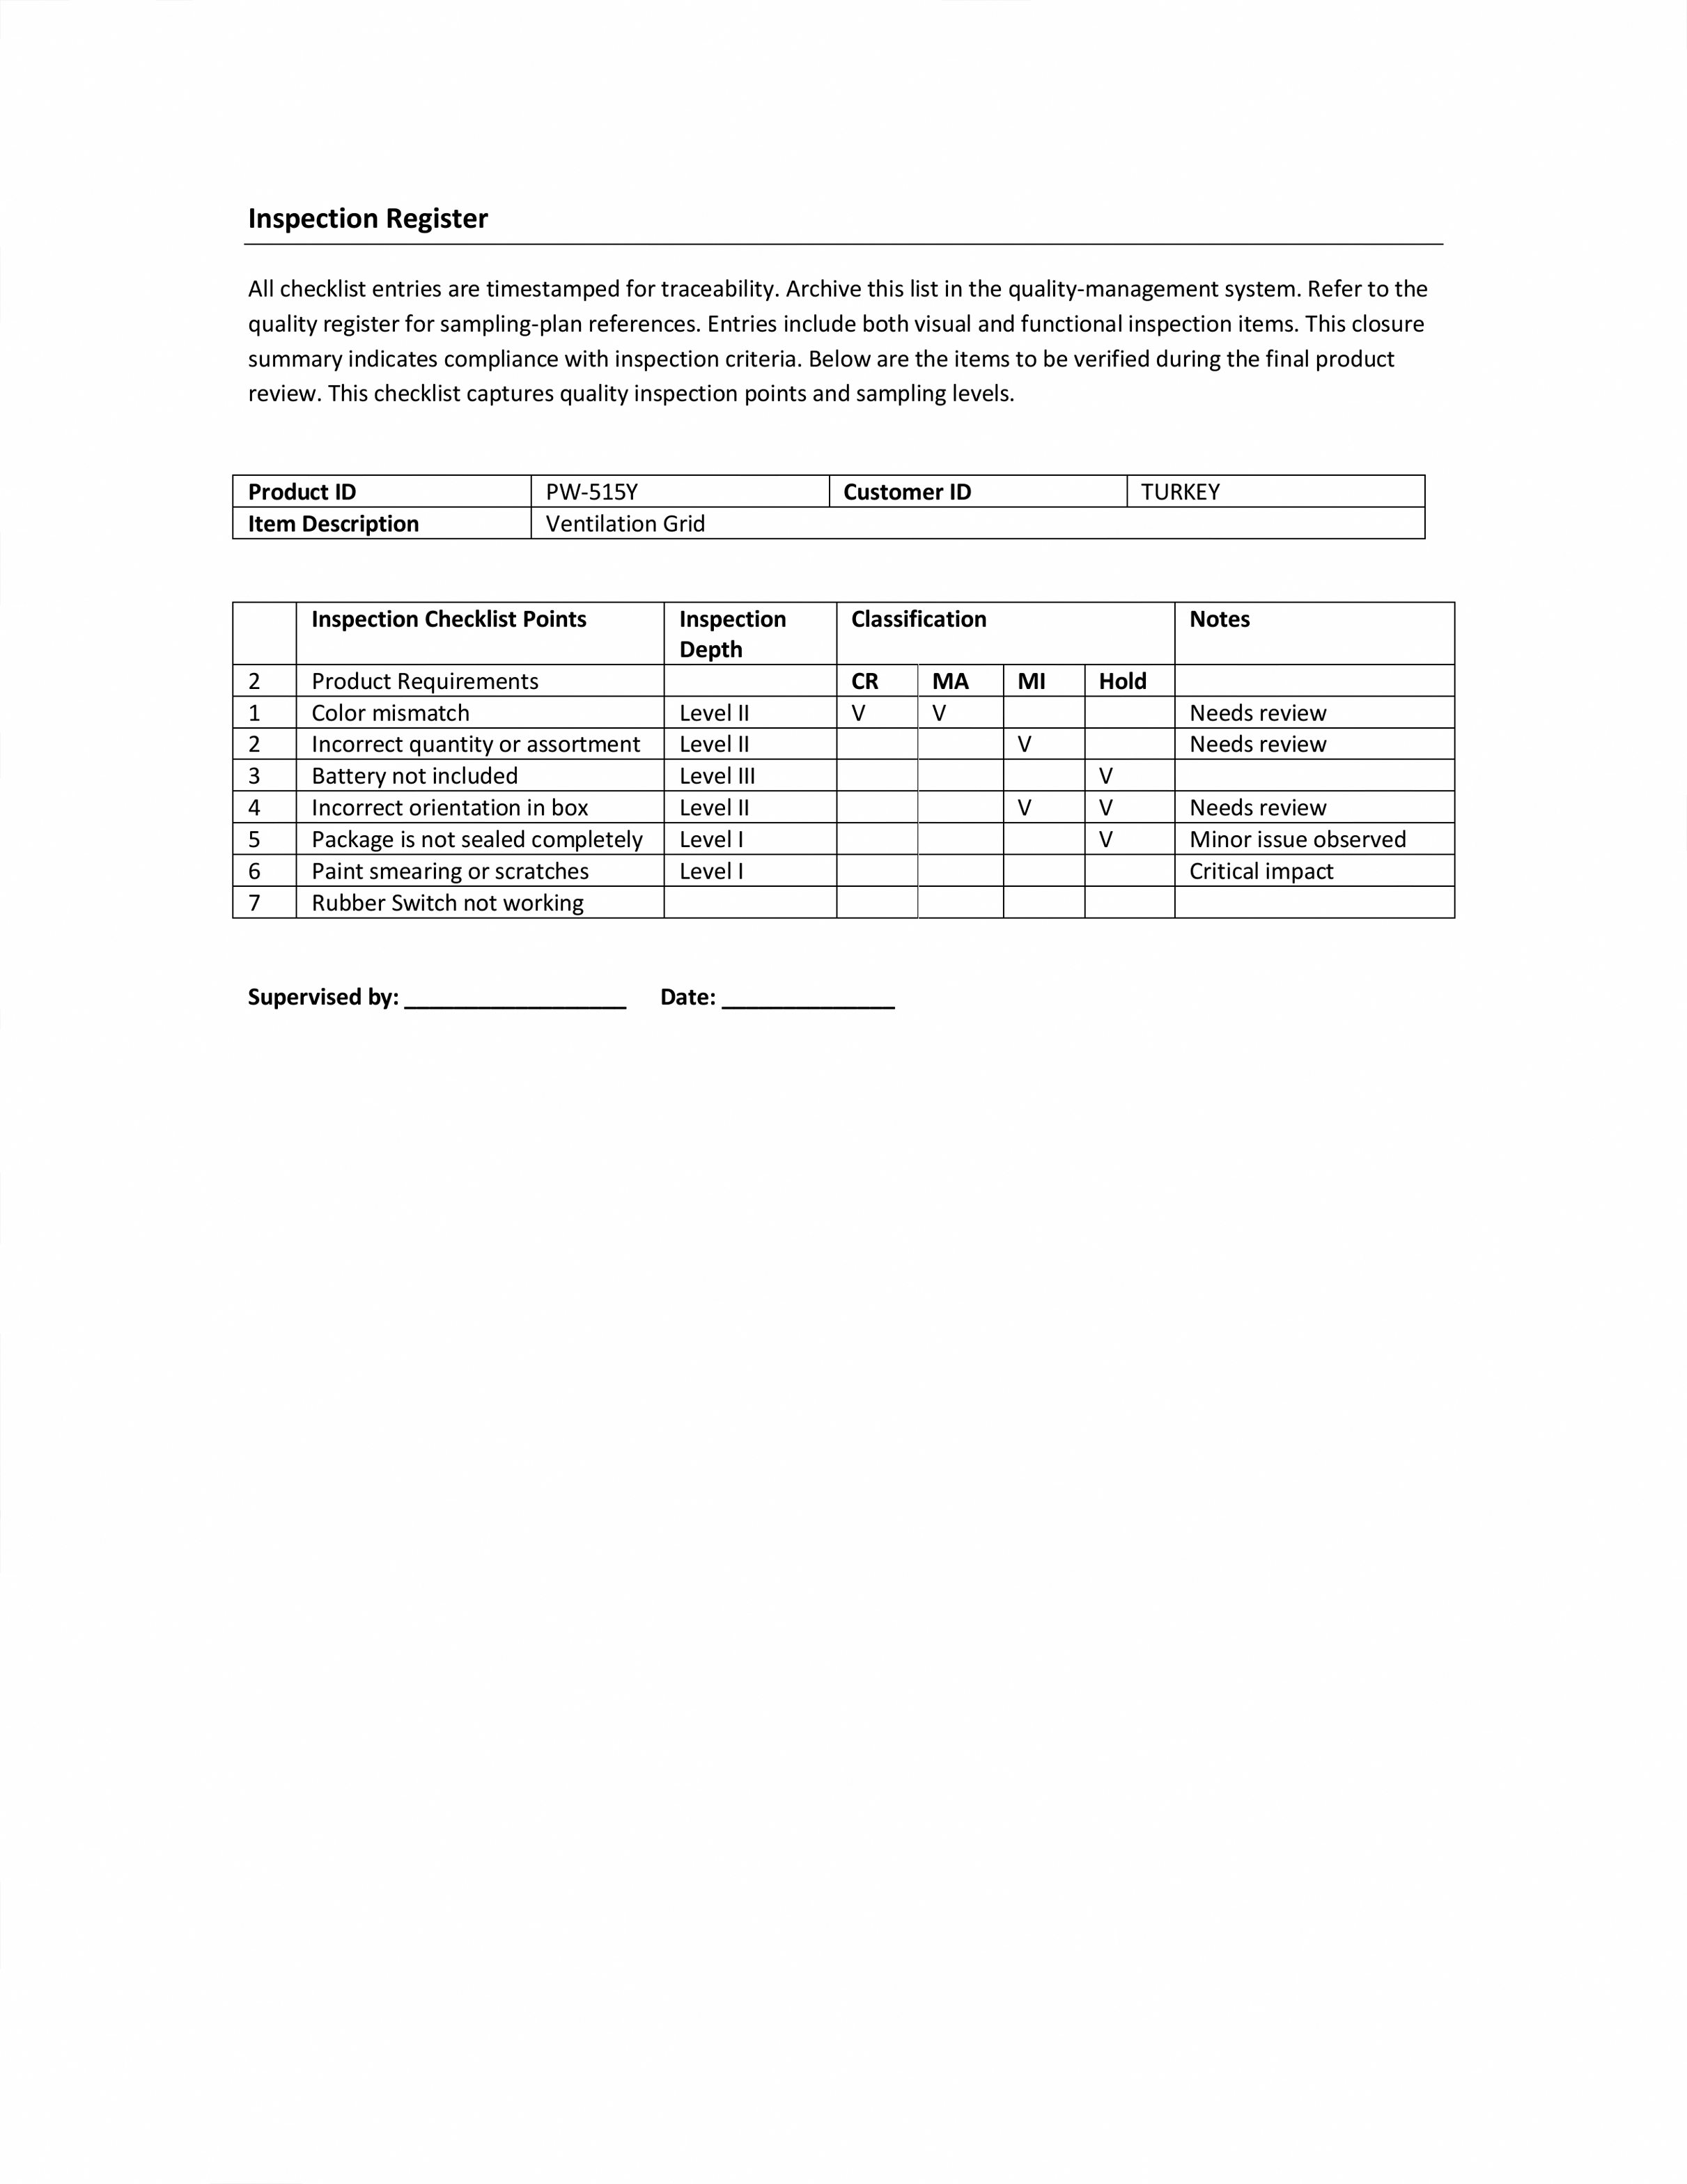 Inspection Register
All checklist entries are timestamped for traceability. Archive this list in the quality-management system. Refer to the
quality register for sampling-plan references. Entries include both visual and functional inspection items. This closure
summary indicates compliance with inspection criteria. Below are the items to be verified during the final product
review. This checklist captures quality inspection points and sampling levels.
Product ID PW-515Y Customer ID TURKEY
Item Description Ventilation Grid
Inspection Checklist Points Inspection Classification Notes
Depth
2 Product Requirements CR MA MI Hold
1 Color mismatch Level II V V Needs review
2 Incorrect quantity or assortment Level II V Needs review
3 Battery not included Level III V
4 Incorrect orientation in box Level II V V Needs review
5 Package is not sealed completely Level I V Minor issue observed
6 Paint smearing or scratches Level I Critical impact
7 Rubber Switch not working
Supervised by: __________________ Date: ______________